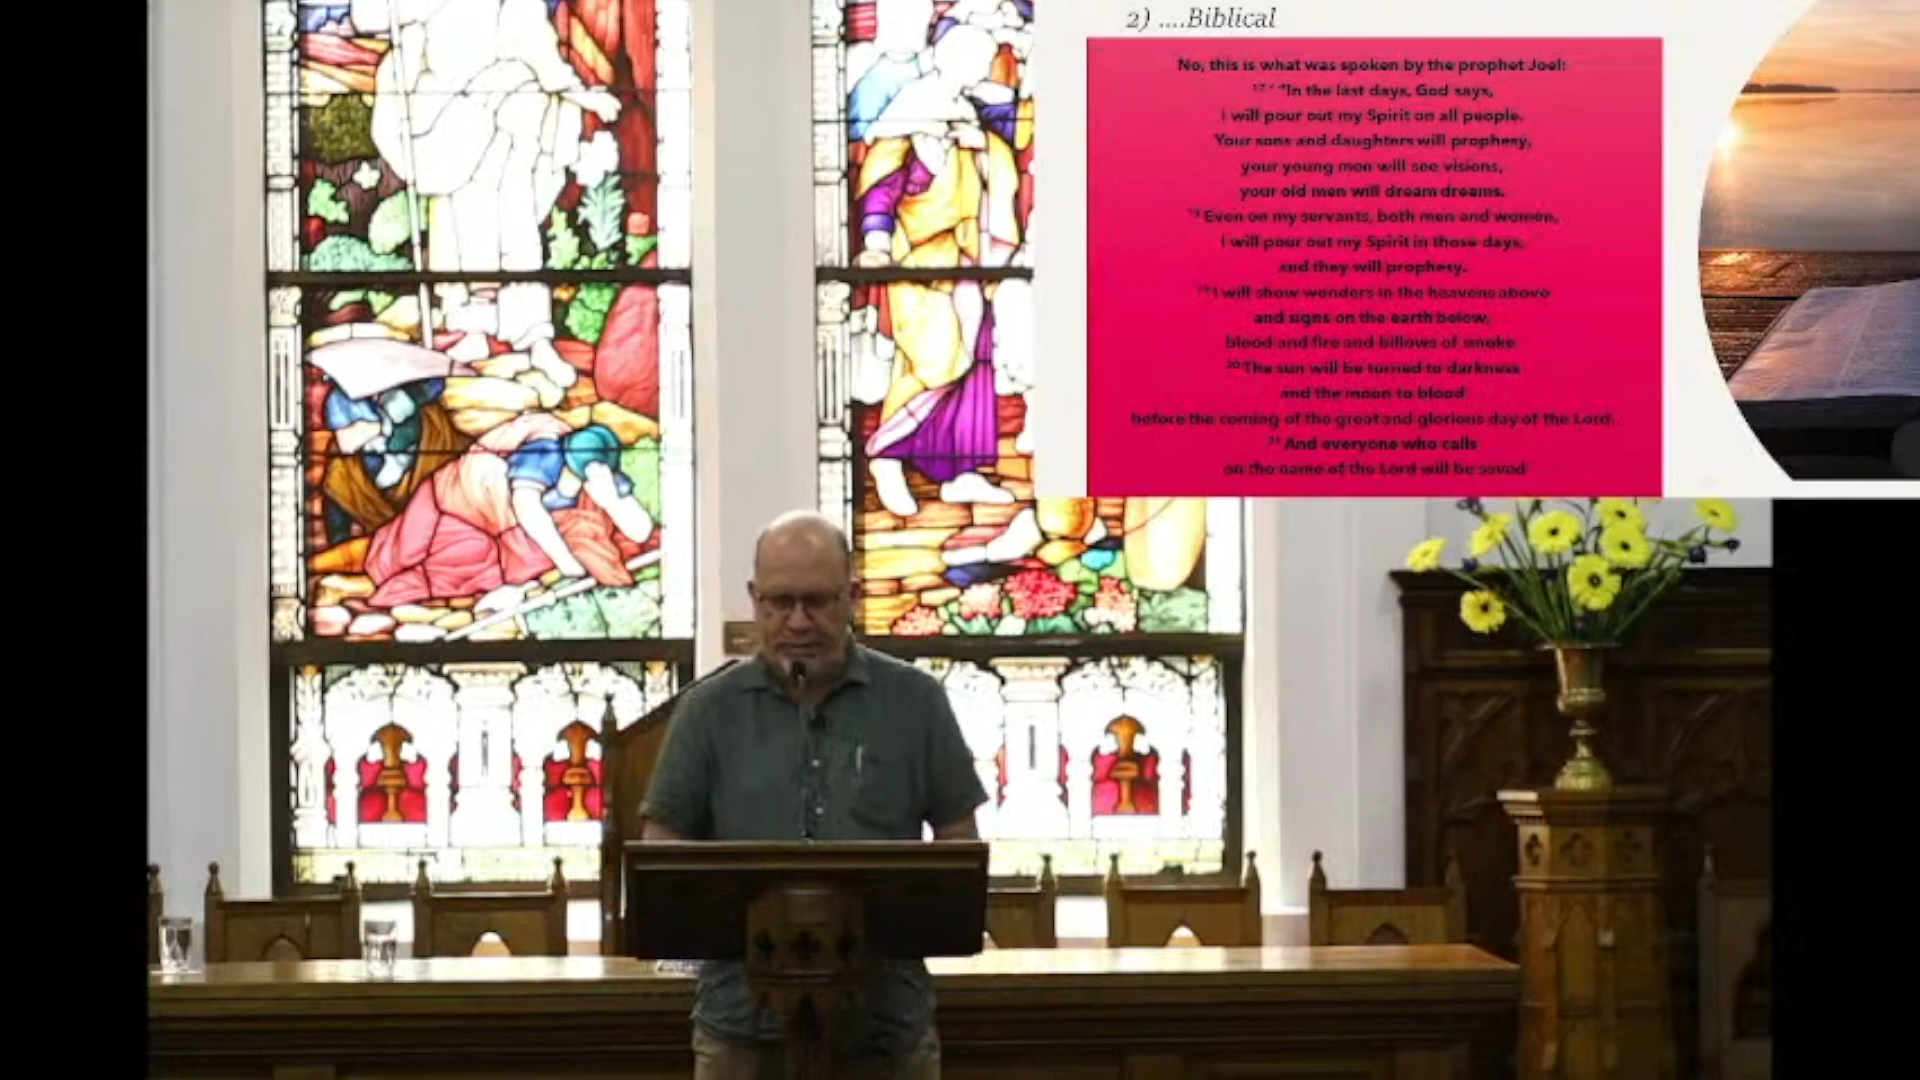 2) ....Biblical
No, this is what was spoken by the prophet Joel:
17 ‘ “In the last days, God says,
I will pour out my Spirit on all people.
Your sons and daughters will prophesy,
your young men will see visions,
your old men will dream dreams.
18 Even on my servants, both men and women,
I will pour out my Spirit in those days,
and they will prophesy.
19 I will show wonders in the heavens above
and signs on the earth below,
blood and fire and billows of smoke
20 The sun will be turned to darkness
and the moon to blood
before the coming of the great and glorious day of the Lord.
21 And everyone who calls
on the name of the Lord will be saved